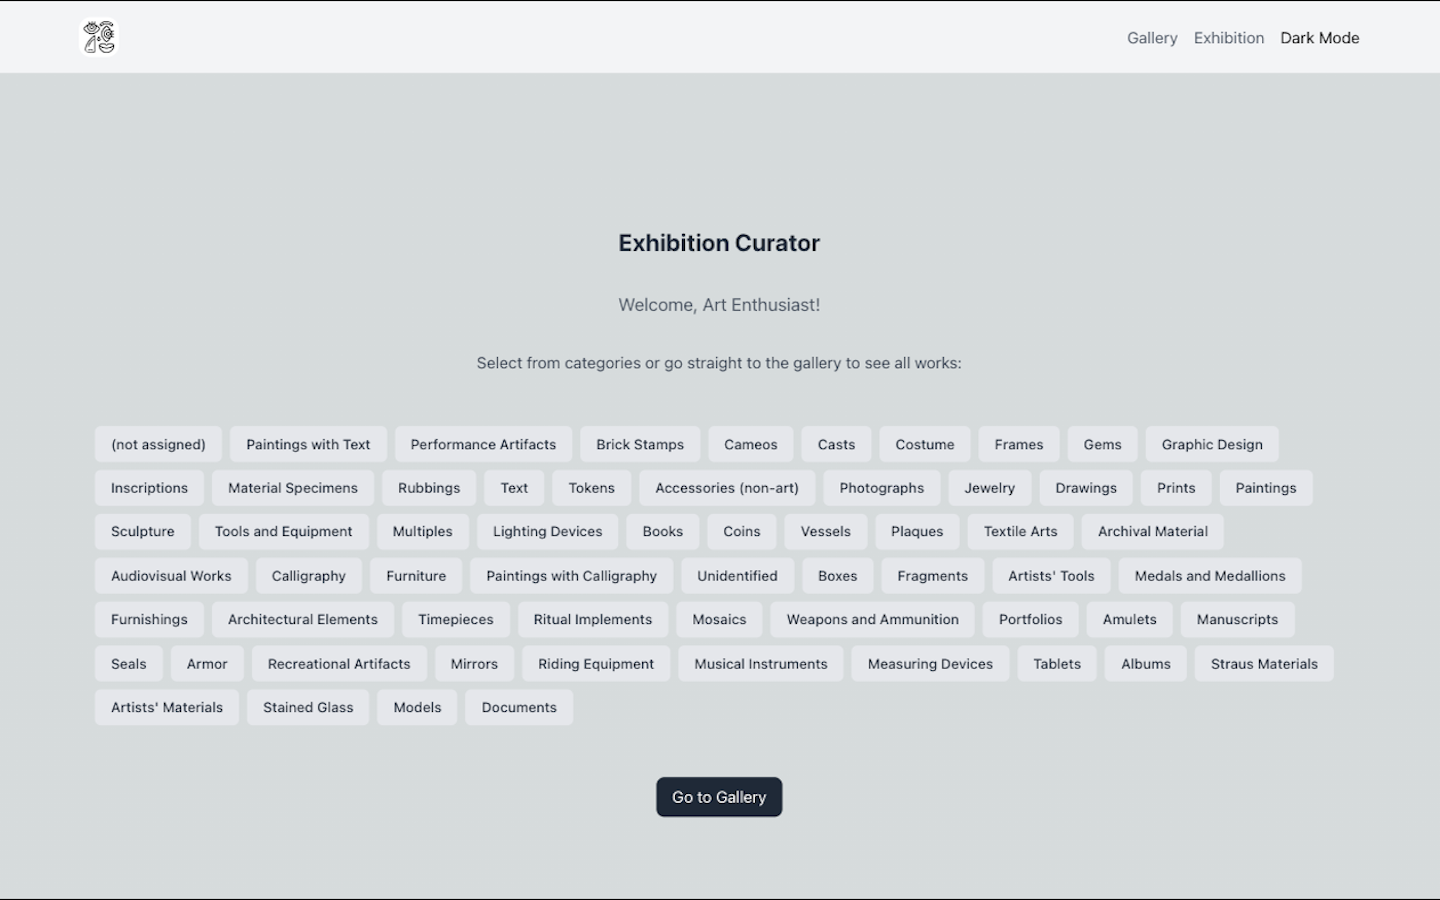 Gallery Exhibition Dark Mode
Exhibition Curator
Welcome, Art Enthusiast!
Select from categories or go straight to the gallery to see all works:
(not assigned) Paintings with Text Performance Artifacts Brick Stamps Cameos Casts Costume Frames Gems Graphic Design
Inscriptions Material Specimens Rubbings Text Tokens Accessories (non-art) Photographs Jewelry Drawings Prints Paintings
Sculpture Tools and Equipment Multiples Lighting Devices Books Coins Vessels Plaques Textile Arts Archival Material
Audiovisual Works Calligraphy Furniture Paintings with Calligraphy Unidentified Boxes Fragments Artists' Tools Medals and Medallions
Furnishings Architectural Elements Timepieces Ritual Implements Mosaics Weapons and Ammunition Portfolios Amulets Manuscripts
Seals Armor Recreational Artifacts Mirrors Riding Equipment Musical Instruments Measuring Devices Tablets Albums Straus Materials
Artists' Materials Stained Glass Models Documents
Go to Gallery